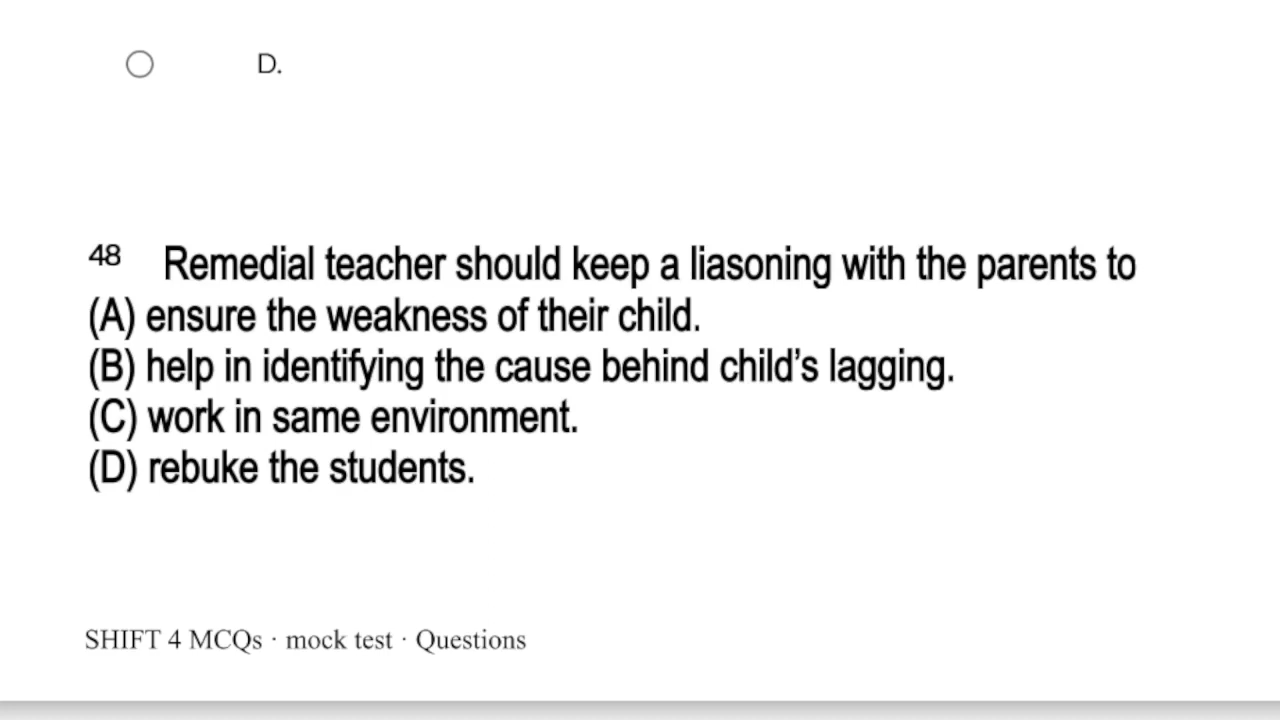 D.
48 Remedial teacher should keep a liasoning with the parents to
(A) ensure the weakness of their child.
(B) help in identifying the cause behind child’s lagging.
(C) work in same environment.
(D) rebuke the students.
SHIFT 4 MCQs · mock test · Questions